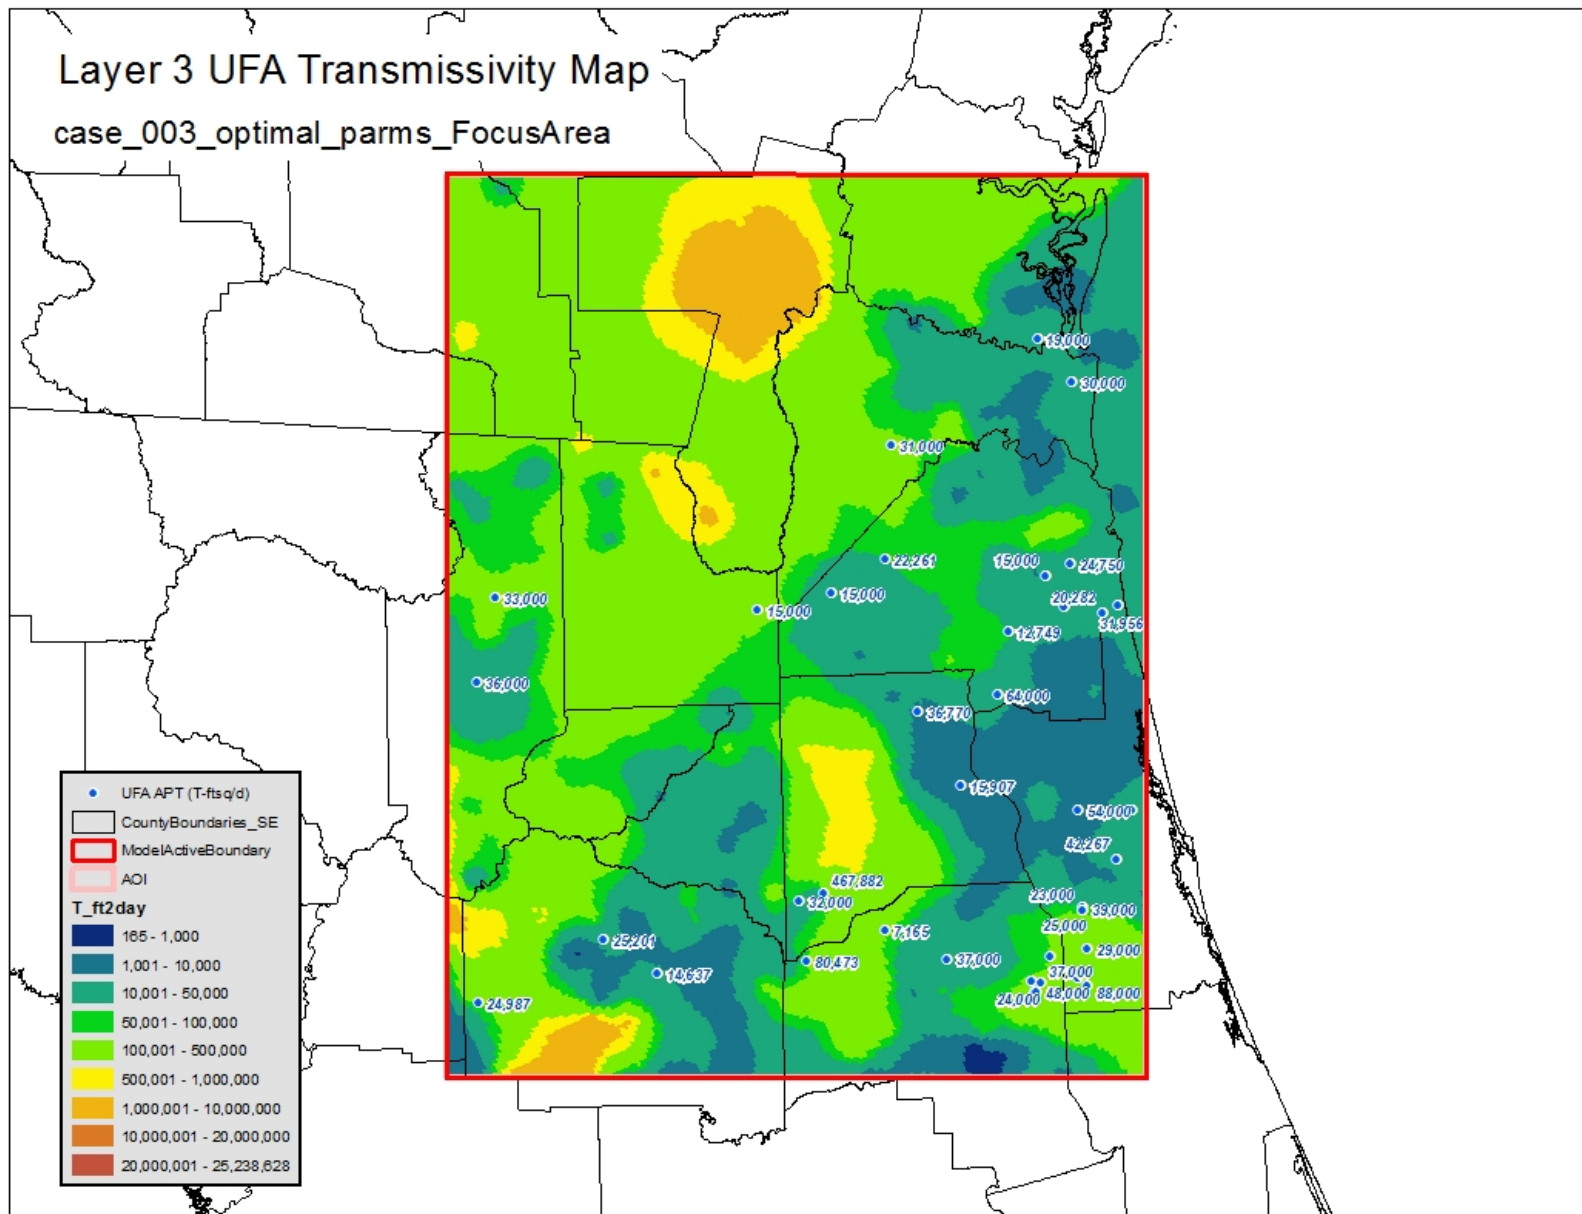 Layer 3 UFA Transmissivity Map
case_003_optimal_parms_FocusArea
19,000
30,000
31,000
22,261
15,000
24,750
33,000
15,000
15,000
20,282
31,956
12,749
36,000
64,000
36,770
15,907
54,000
42,267
467,882
32,000
23,000
39,000
25,000
7,165
25,201
29,000
80,473
37,000
14,637
37,000
24,987
24,000
48,000
88,000
UFA APT (T-ftsq/d)
CountyBoundaries_SE
ModelActiveBoundary
AOI
T_ft2day
165 - 1,000
1,001 - 10,000
10,001 - 50,000
50,001 - 100,000
100,001 - 500,000
500,001 - 1,000,000
1,000,001 - 10,000,000
10,000,001 - 20,000,000
20,000,001 - 25,238,628